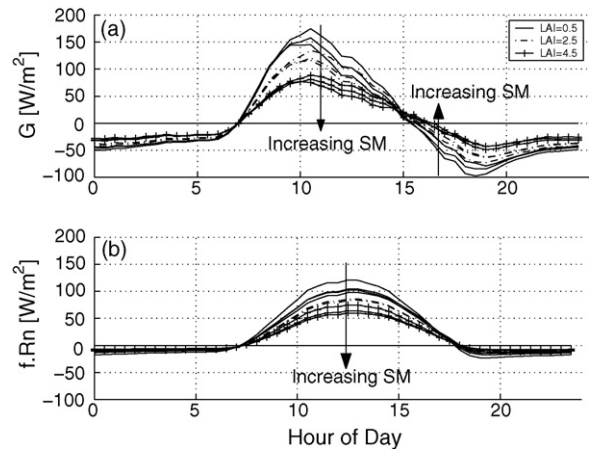 (a)
LAI=0.5
LAI=2.5
LAI=4.5
G [W/m²]
200
150
100
50
0
−50
−100
Increasing SM
Increasing SM
0
5
10
15
20
(b)
f.Rn [W/m²]
200
150
100
50
0
−50
−100
Increasing SM
0
5
10
15
20
Hour of Day